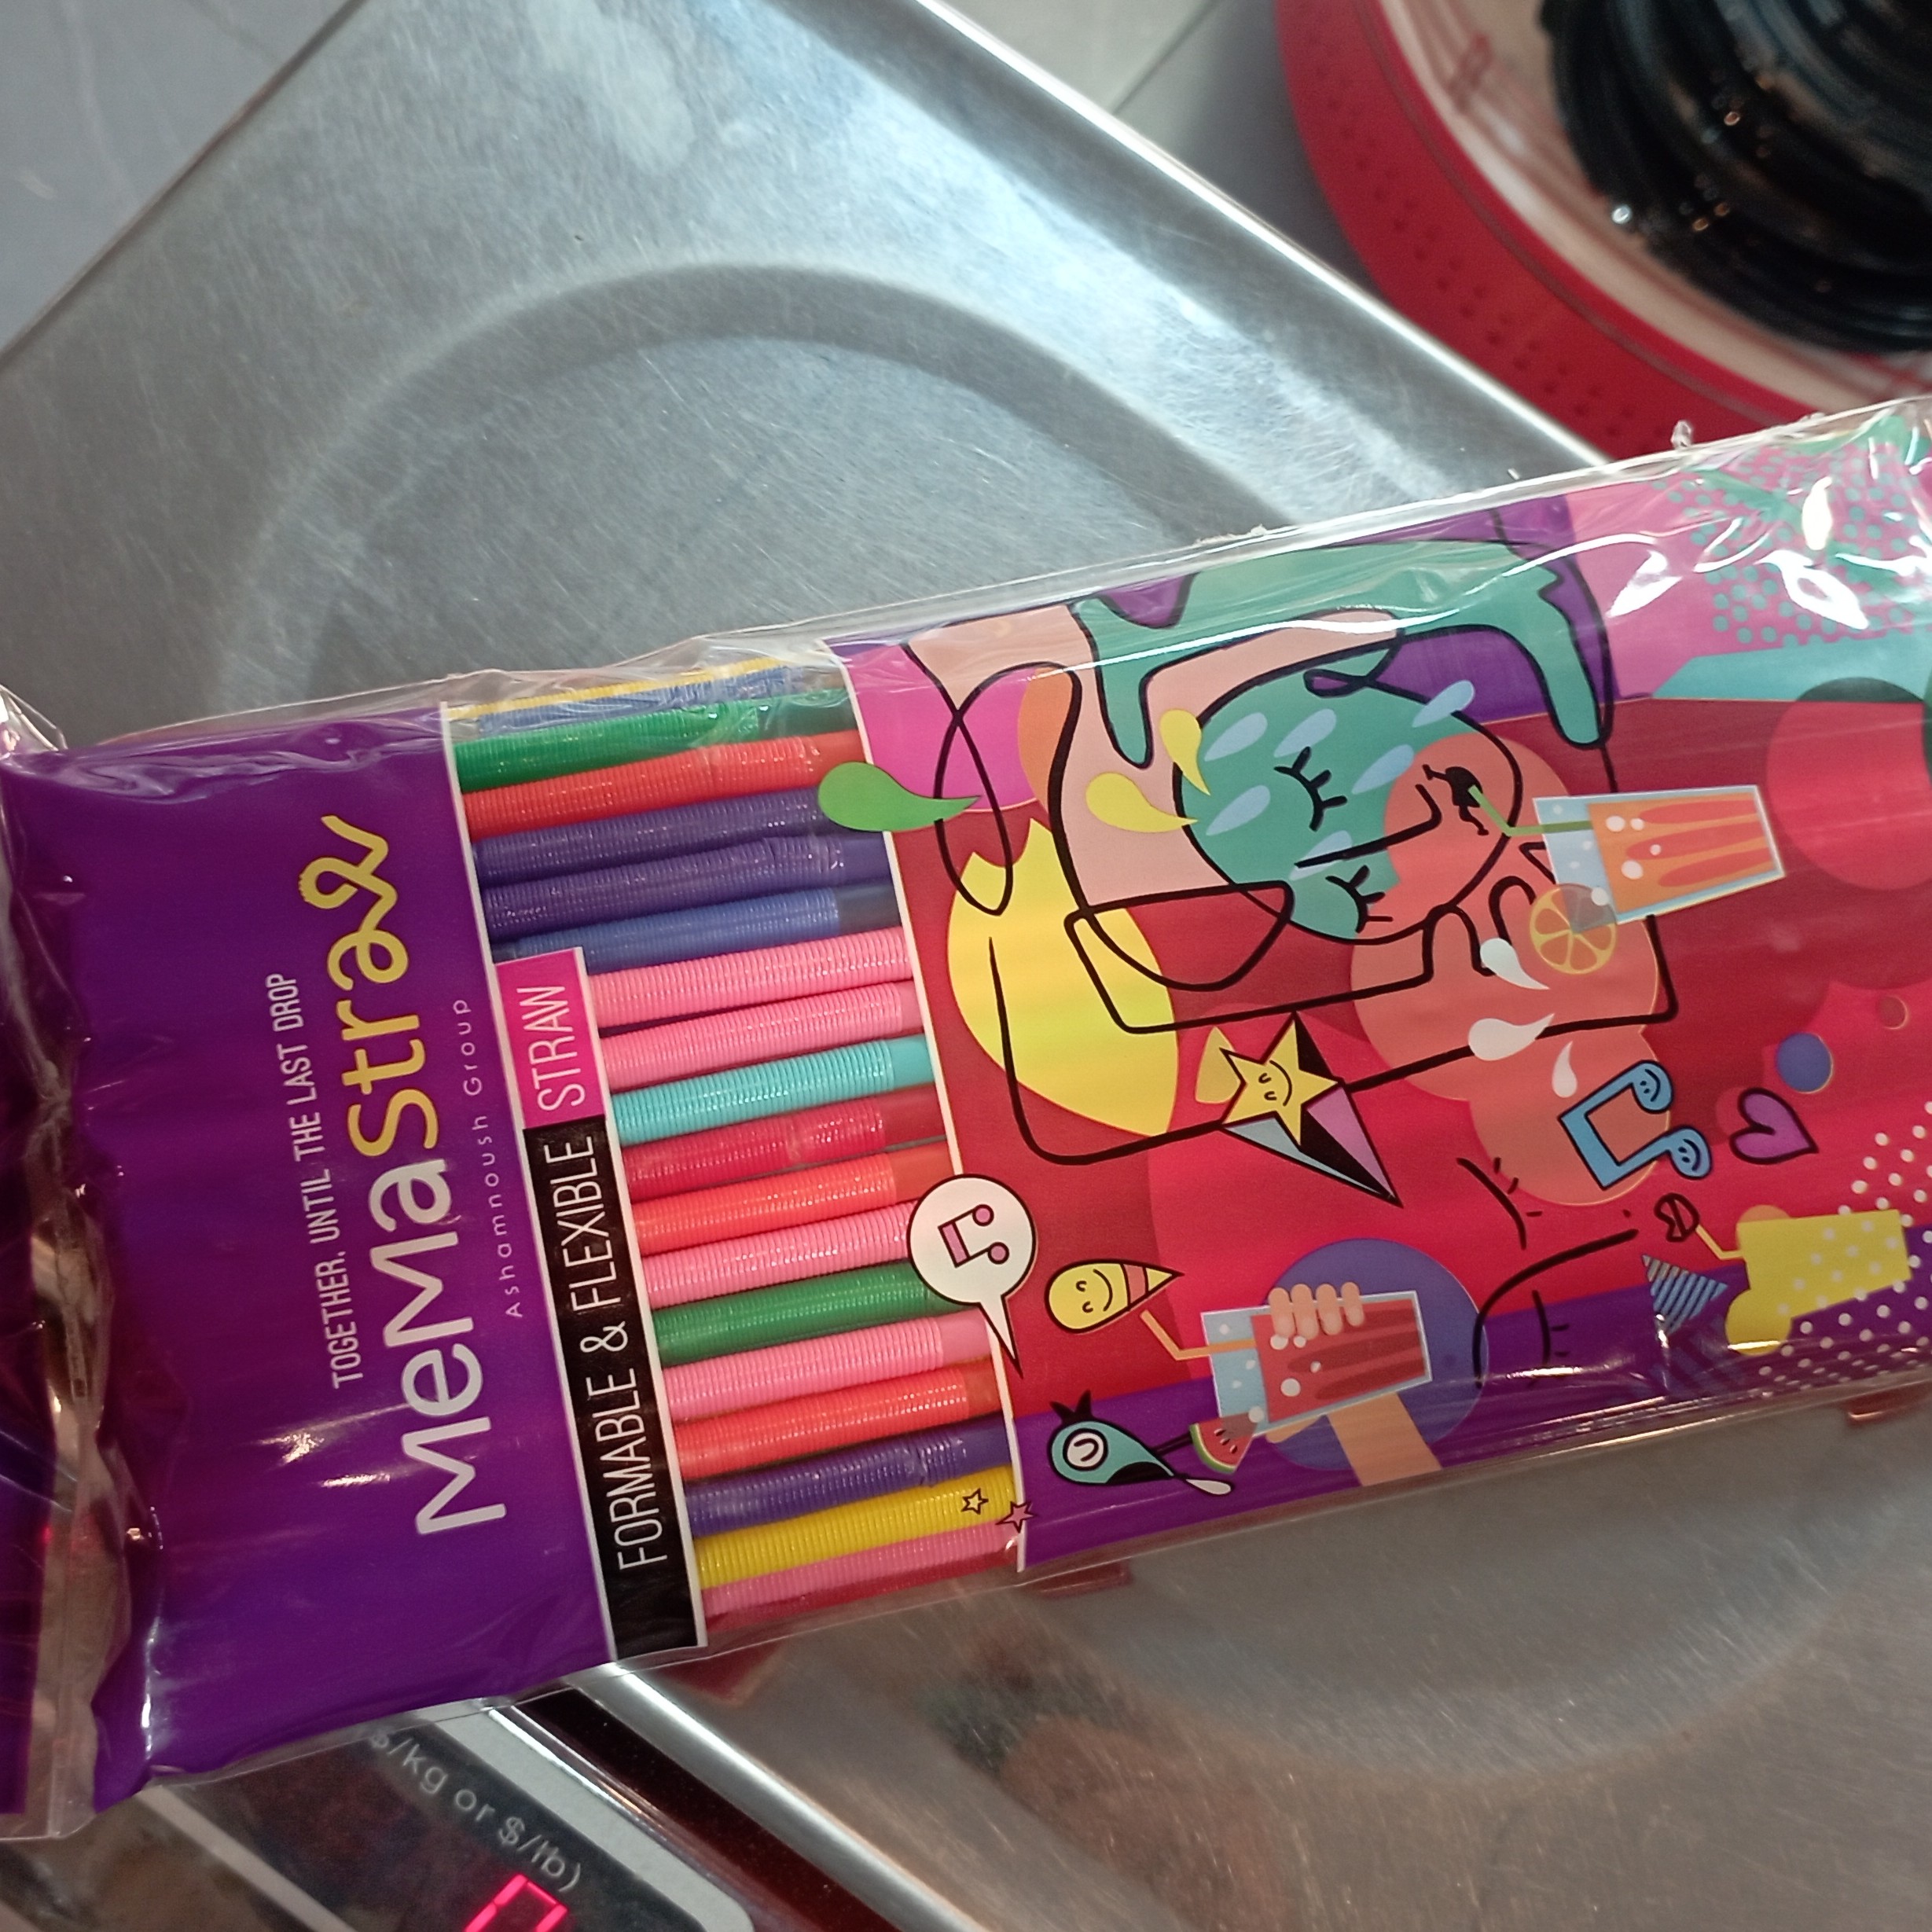 TOGETHER, UNTIL THE LAST DROP
MeMaStraw
Ashamnoush Group
FORMABLE & FLEXIBLE STRAW
$/kg or $/lb)